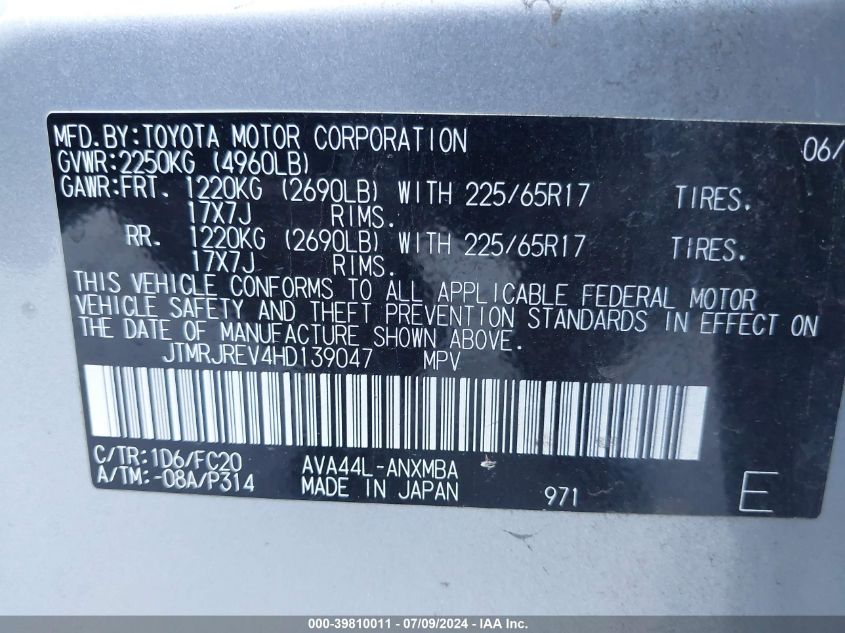 MFD.BY:TOYOTA MOTOR CORPORATION 06/
GVWR:2250KG (4960LB)
GAWR:FRT. 1220KG (2690LB) WITH 225/65R17 TIRES.
17X7J RIMS.
RR. 1220KG (2690LB) WITH 225/65R17 TIRES.
17X7J RIMS.
THIS VEHICLE CONFORMS TO ALL APPLICABLE FEDERAL MOTOR
VEHICLE SAFETY AND THEFT PREVENTION STANDARDS IN EFFECT ON
THE DATE OF MANUFACTURE SHOWN ABOVE.
JTMRJREV4HD139047 MPV
C/TR:1D6/FC20 AVA44L-ANXMBA
A/TM:-08A/P314 MADE IN JAPAN 971 E
000-39810011 - 07/09/2024 - IAA Inc.